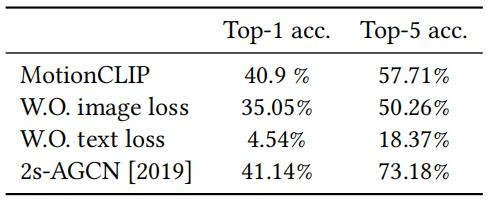 Top-1 acc. Top-5 acc.
MotionCLIP 40.9 % 57.71%
W.O. image loss 35.05% 50.26%
W.O. text loss 4.54% 18.37%
2s-AGCN [2019] 41.14% 73.18%